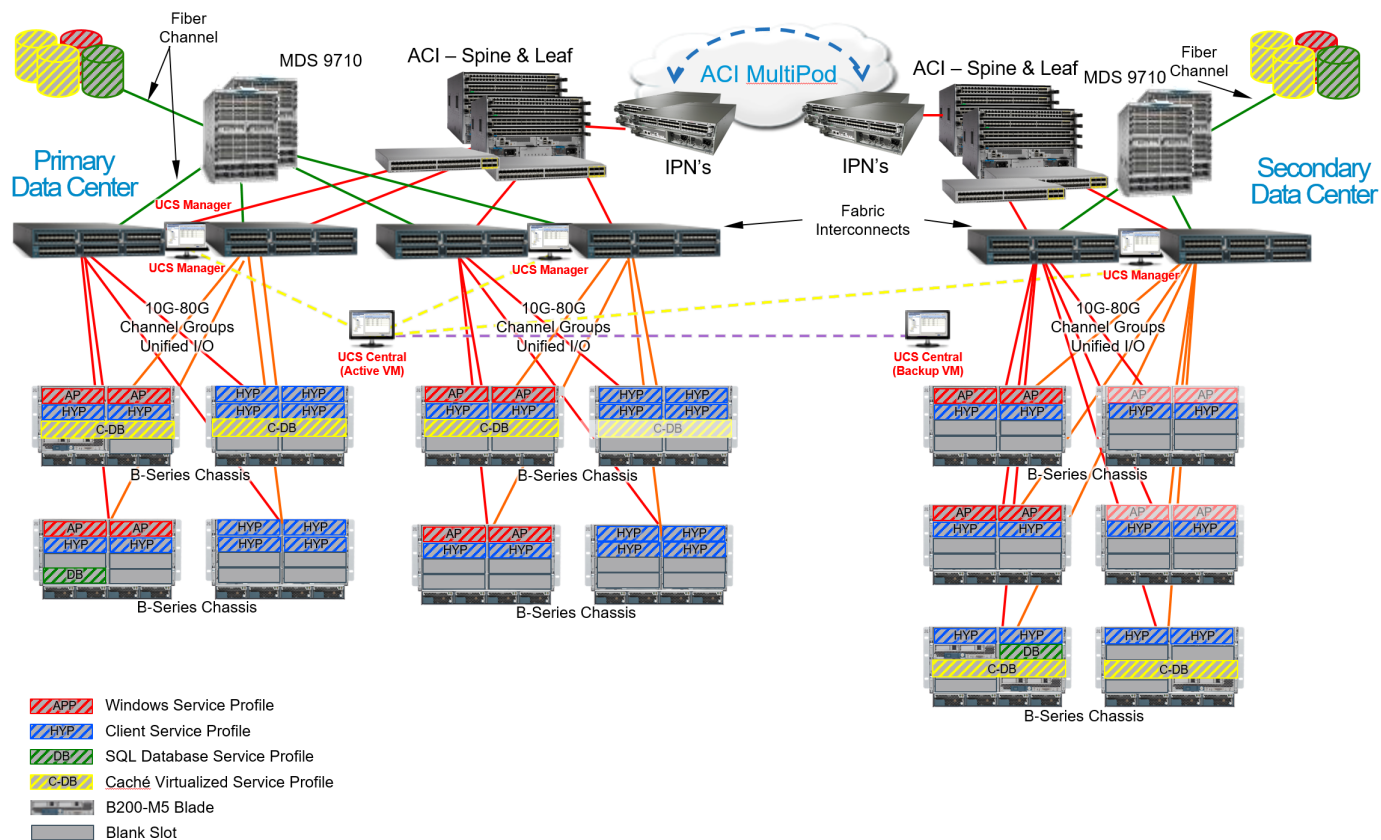 Fiber
Channel
MDS 9710
ACI – Spine & Leaf
ACI MultiPod
ACI – Spine & Leaf
MDS 9710
Fiber
Channel
IPN's
IPN's
Primary
Data Center
Secondary
Data Center
UCS Manager
Fabric
Interconnects
UCS Manager
UCS Manager
UCS Manager
10G-80G
Channel Groups
Unified I/O
10G-80G
Channel Groups
Unified I/O
10G-80G
Channel Groups
Unified I/O
UCS Central
(Active VM)
UCS Central
(Backup VM)
AP AP
HYP HYP
C-DB
HYP HYP
HYP HYP
C-DB
B-Series Chassis
AP AP
HYP HYP
C-DB
HYP HYP
HYP HYP
C-DB
B-Series Chassis
AP AP
HYP HYP
AP AP
HYP HYP
B-Series Chassis
AP AP
HYP HYP
DB
HYP HYP
HYP HYP
B-Series Chassis
AP AP
HYP HYP
HYP HYP
HYP HYP
B-Series Chassis
AP AP
HYP HYP
AP AP
HYP HYP
HYP HYP
DB
C-DB
HYP HYP
C-DB
B-Series Chassis
APP Windows Service Profile
HYP Client Service Profile
DB SQL Database Service Profile
C-DB Caché Virtualized Service Profile
B200-M5 Blade
Blank Slot